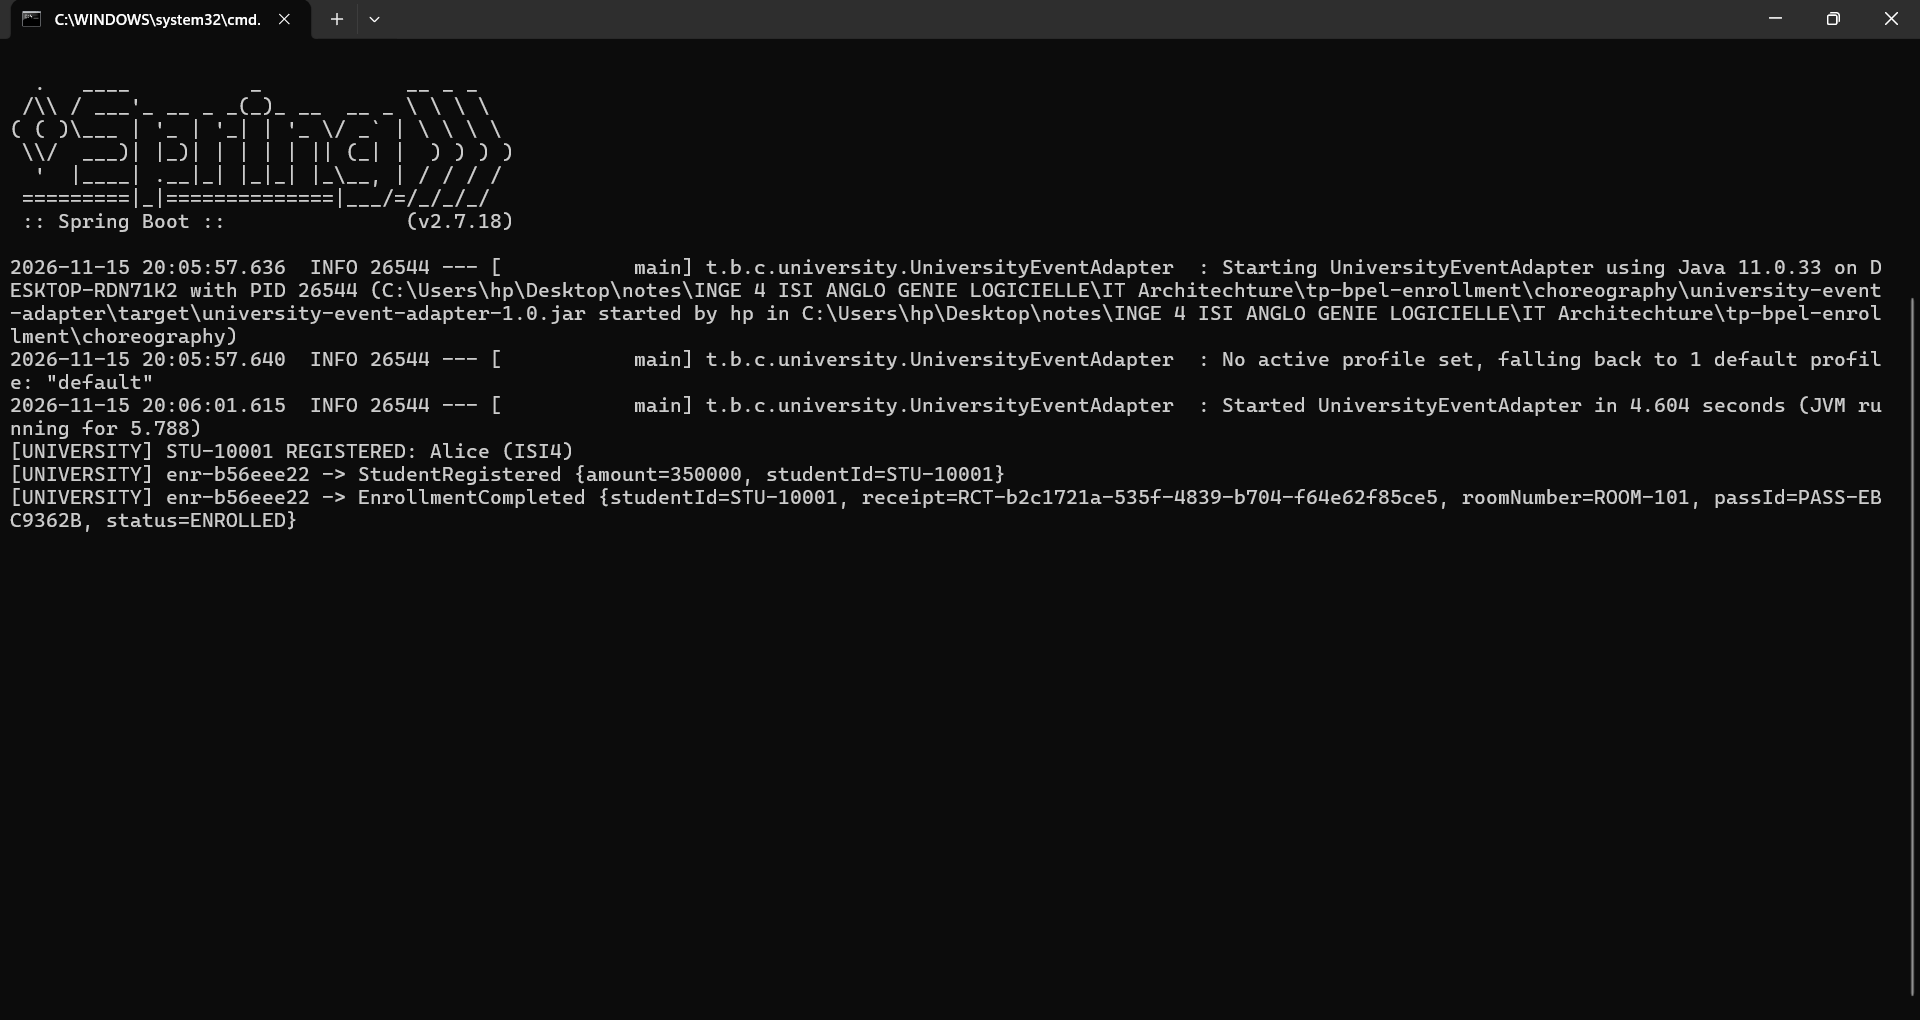 C:\WINDOWS\system32\cmd.
  .   ____          _            __ _ _
 /\\ / ___'_ __ _ _(_)_ __  __ _ \ \ \ \
( ( )\___ | '_ | '_| | '_ \/ _` | \ \ \ \
 \\/  ___)| |_)| | | | | || (_| |  ) ) ) )
  '  |____| .__|_| |_|_| |_\__, | / / / /
 =========|_|==============|___/=/_/_/_/
 :: Spring Boot ::               (v2.7.18)
2026-11-15 20:05:57.636  INFO 26544 --- [           main] t.b.c.university.UniversityEventAdapter  : Starting UniversityEventAdapter using Java 11.0.33 on D
ESKTOP-RDN71K2 with PID 26544 (C:\Users\hp\Desktop\notes\INGE 4 ISI ANGLO GENIE LOGICIELLE\IT Architechture\tp-bpel-enrollment\choreography\university-event
-adapter\target\university-event-adapter-1.0.jar started by hp in C:\Users\hp\Desktop\notes\INGE 4 ISI ANGLO GENIE LOGICIELLE\IT Architechture\tp-bpel-enrol
lment\choreography)
2026-11-15 20:05:57.640  INFO 26544 --- [           main] t.b.c.university.UniversityEventAdapter  : No active profile set, falling back to 1 default profil
e: "default"
2026-11-15 20:06:01.615  INFO 26544 --- [           main] t.b.c.university.UniversityEventAdapter  : Started UniversityEventAdapter in 4.604 seconds (JVM ru
nning for 5.788)
[UNIVERSITY] STU-10001 REGISTERED: Alice (ISI4)
[UNIVERSITY] enr-b56eee22 -> StudentRegistered {amount=350000, studentId=STU-10001}
[UNIVERSITY] enr-b56eee22 -> EnrollmentCompleted {studentId=STU-10001, receipt=RCT-b2c1721a-535f-4839-b704-f64e62f85ce5, roomNumber=ROOM-101, passId=PASS-EB
C9362B, status=ENROLLED}